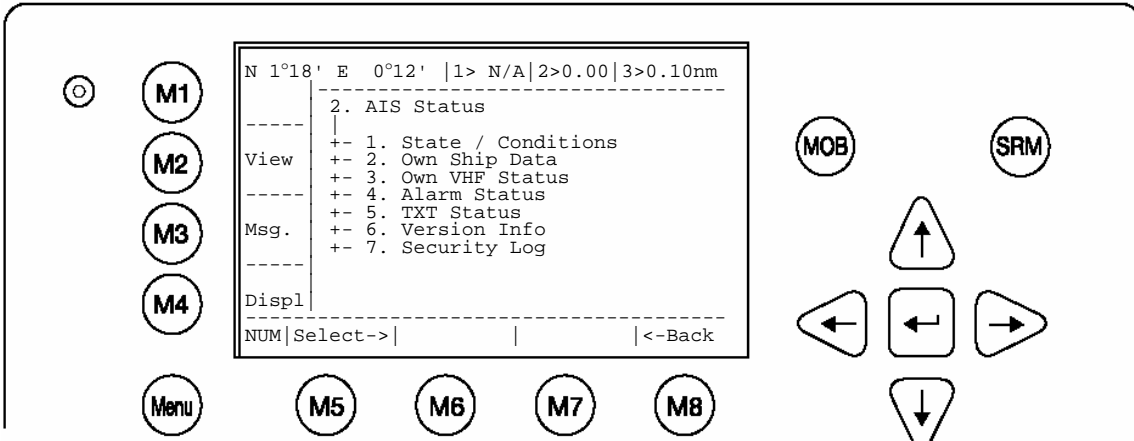 N 1°18' E 0°12' |1> N/A|2>0.00|3>0.10nm
M1
2. AIS Status
+- 1. State / Conditions
M2
View
+- 2. Own Ship Data
+- 3. Own VHF Status
+- 4. Alarm Status
+- 5. TXT Status
M3
Msg.
+- 6. Version Info
+- 7. Security Log
M4
Displ
NUM|Select->| | |<-Back
MOB
SRM
Menu
M5
M6
M7
M8